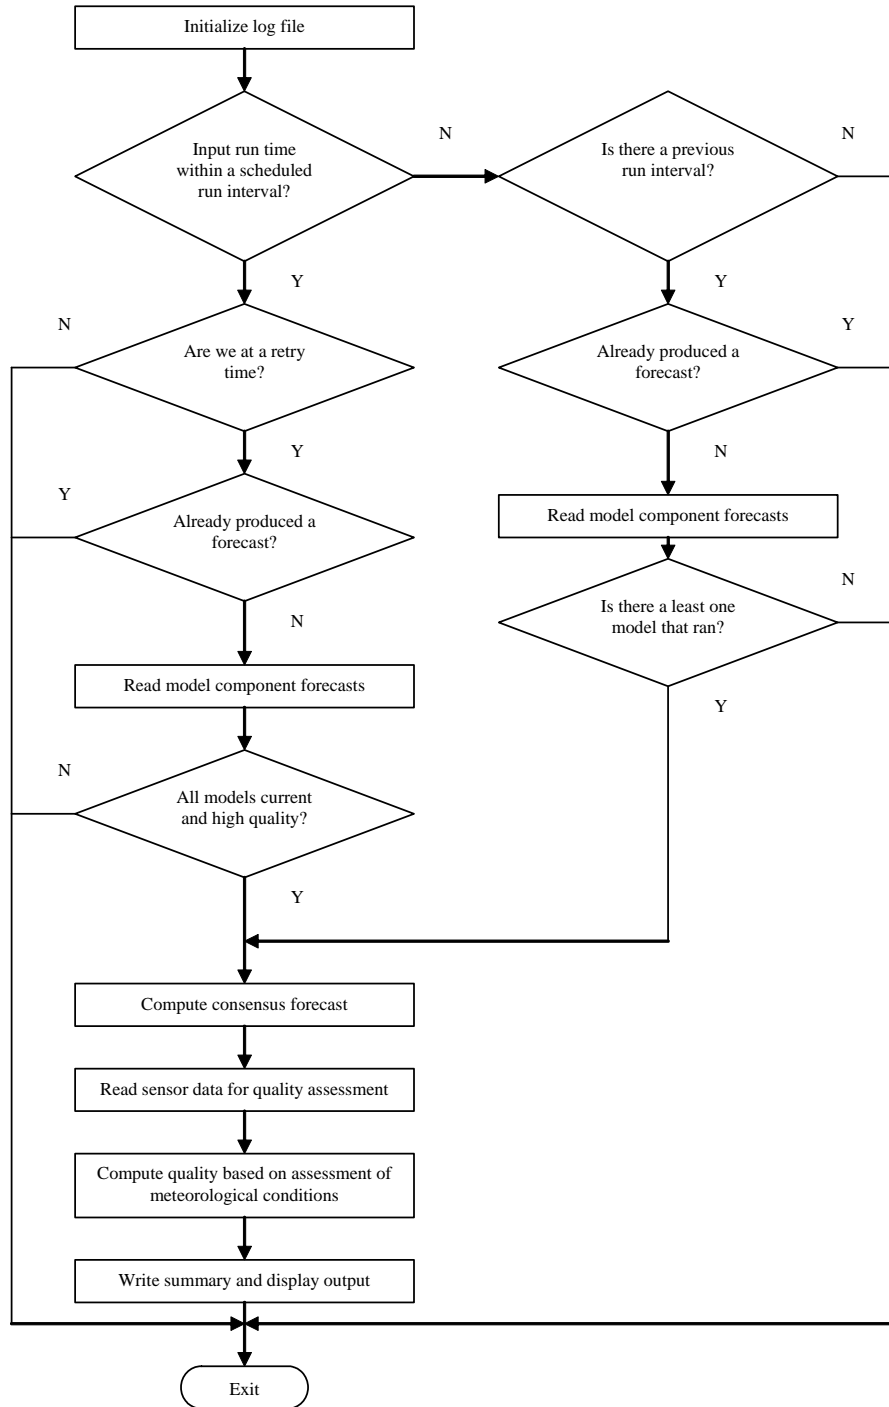 Initialize log file
Input run time
within a scheduled
run interval?
N
Is there a previous
run interval?
N
Y
Y
N
Are we at a retry
time?
Already produced a
forecast?
Y
Y
N
Y
Already produced a
forecast?
Read model component forecasts
N
Is there a least one
model that ran?
N
Read model component forecasts
Y
N
All models current
and high quality?
Y
Compute consensus forecast
Read sensor data for quality assessment
Compute quality based on assessment of
meteorological conditions
Write summary and display output
Exit